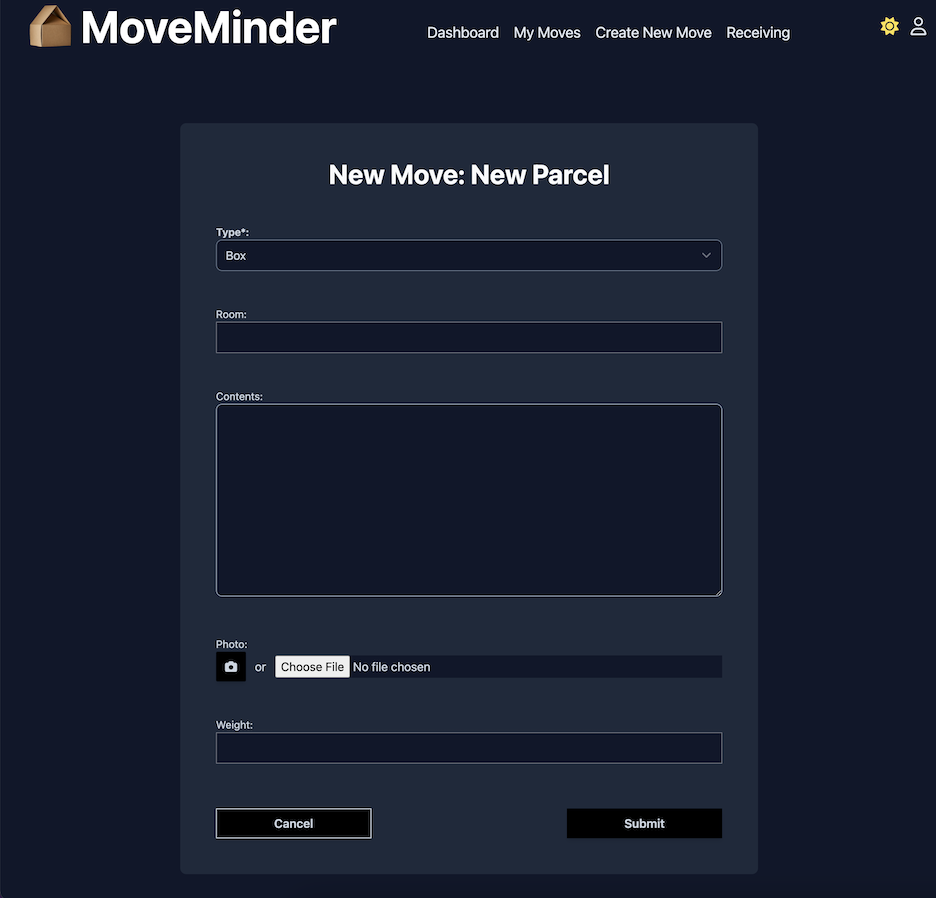 MoveMinder
Dashboard My Moves Create New Move Receiving
New Move: New Parcel
Type*:
Box
Room:
Contents:
Photo:
or Choose File No file chosen
Weight:
Cancel Submit